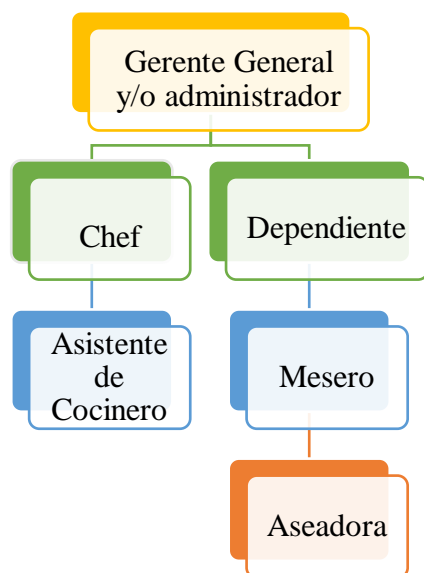 Gerente General
y/o administrador
Chef
Dependiente
Asistente
de
Cocinero
Mesero
Aseadora